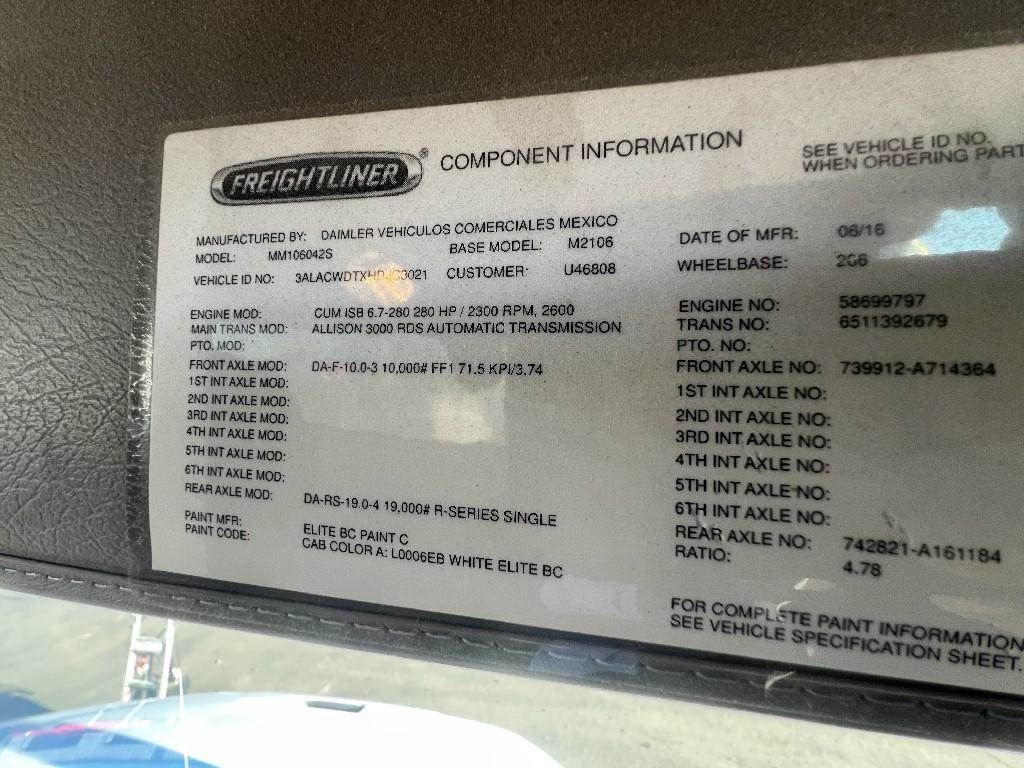 FREIGHTLINER® COMPONENT INFORMATION
SEE VEHICLE ID NO.
WHEN ORDERING PART
MANUFACTURED BY: DAIMLER VEHICULOS COMERCIALES MEXICO
MODEL: MM106042S BASE MODEL: M2106
VEHICLE ID NO: CUSTOMER: U46808
DATE OF MFR: 06/16
WHEELBASE: 206
ENGINE MOD: CUM ISB 6.7-280 280 HP / 2300 RPM, 2600
MAIN TRANS MOD: ALLISON 3000 RDS AUTOMATIC TRANSMISSION
PTO. MOD:
FRONT AXLE MOD: DA-F-10.0-3 10,000# FF1 71.5 KPI/3.74
1ST INT AXLE MOD:
2ND INT AXLE MOD:
3RD INT AXLE MOD:
4TH INT AXLE MOD:
5TH INT AXLE MOD:
6TH INT AXLE MOD:
REAR AXLE MOD: DA-RS-19.0-4 19,000# R-SERIES SINGLE
PAINT MFR: ELITE BC PAINT C
PAINT CODE: CAB COLOR A: L0006EB WHITE ELITE BC
ENGINE NO: 58699797
TRANS NO: 6511392679
PTO. NO:
FRONT AXLE NO: 739912-A714364
1ST INT AXLE NO:
2ND INT AXLE NO:
3RD INT AXLE NO:
4TH INT AXLE NO:
5TH INT AXLE NO:
6TH INT AXLE NO:
REAR AXLE NO: 742821-A161184
RATIO: 4.78
FOR COMPLETE PAINT INFORMATION
SEE VEHICLE SPECIFICATION SHEET.